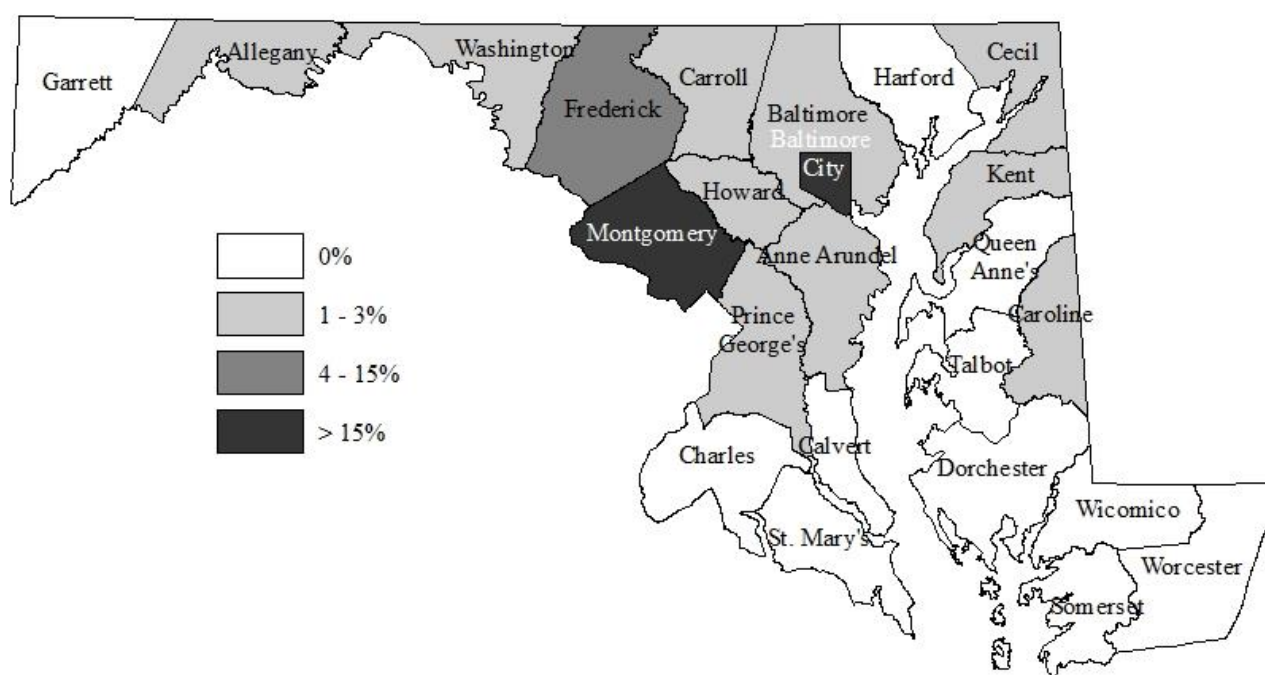 Garrett
Allegany
Washington
Frederick
Carroll
Baltimore
Baltimore
City
Harford
Cecil
Kent
Howard
Montgomery
Anne Arundel
Queen
Anne's
Caroline
Prince
George's
Talbot
Charles
Calvert
Dorchester
St. Mary's
Wicomico
Worcester
Somerset
0%
1 - 3%
4 - 15%
> 15%